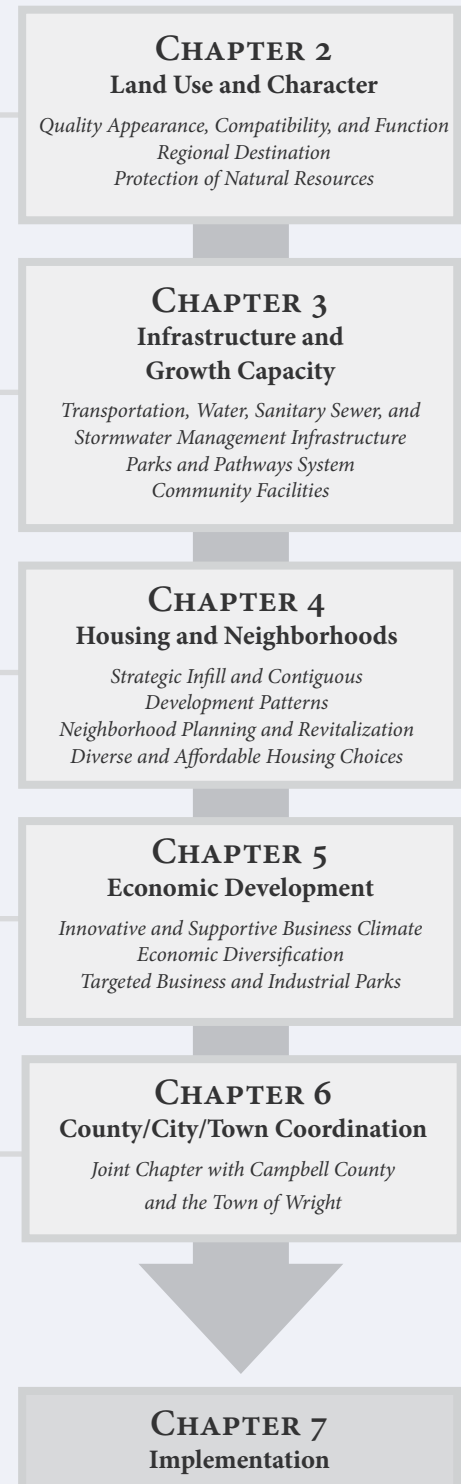 Chapter 2
Land Use and Character
Quality Appearance, Compatibility, and Function
Regional Destination
Protection of Natural Resources
Chapter 3
Infrastructure and
Growth Capacity
Transportation, Water, Sanitary Sewer, and
Stormwater Management Infrastructure
Parks and Pathways System
Community Facilities
Chapter 4
Housing and Neighborhoods
Strategic Infill and Contiguous
Development Patterns
Neighborhood Planning and Revitalization
Diverse and Affordable Housing Choices
Chapter 5
Economic Development
Innovative and Supportive Business Climate
Economic Diversification
Targeted Business and Industrial Parks
Chapter 6
County/City/Town Coordination
Joint Chapter with Campbell County
and the Town of Wright
Chapter 7
Implementation